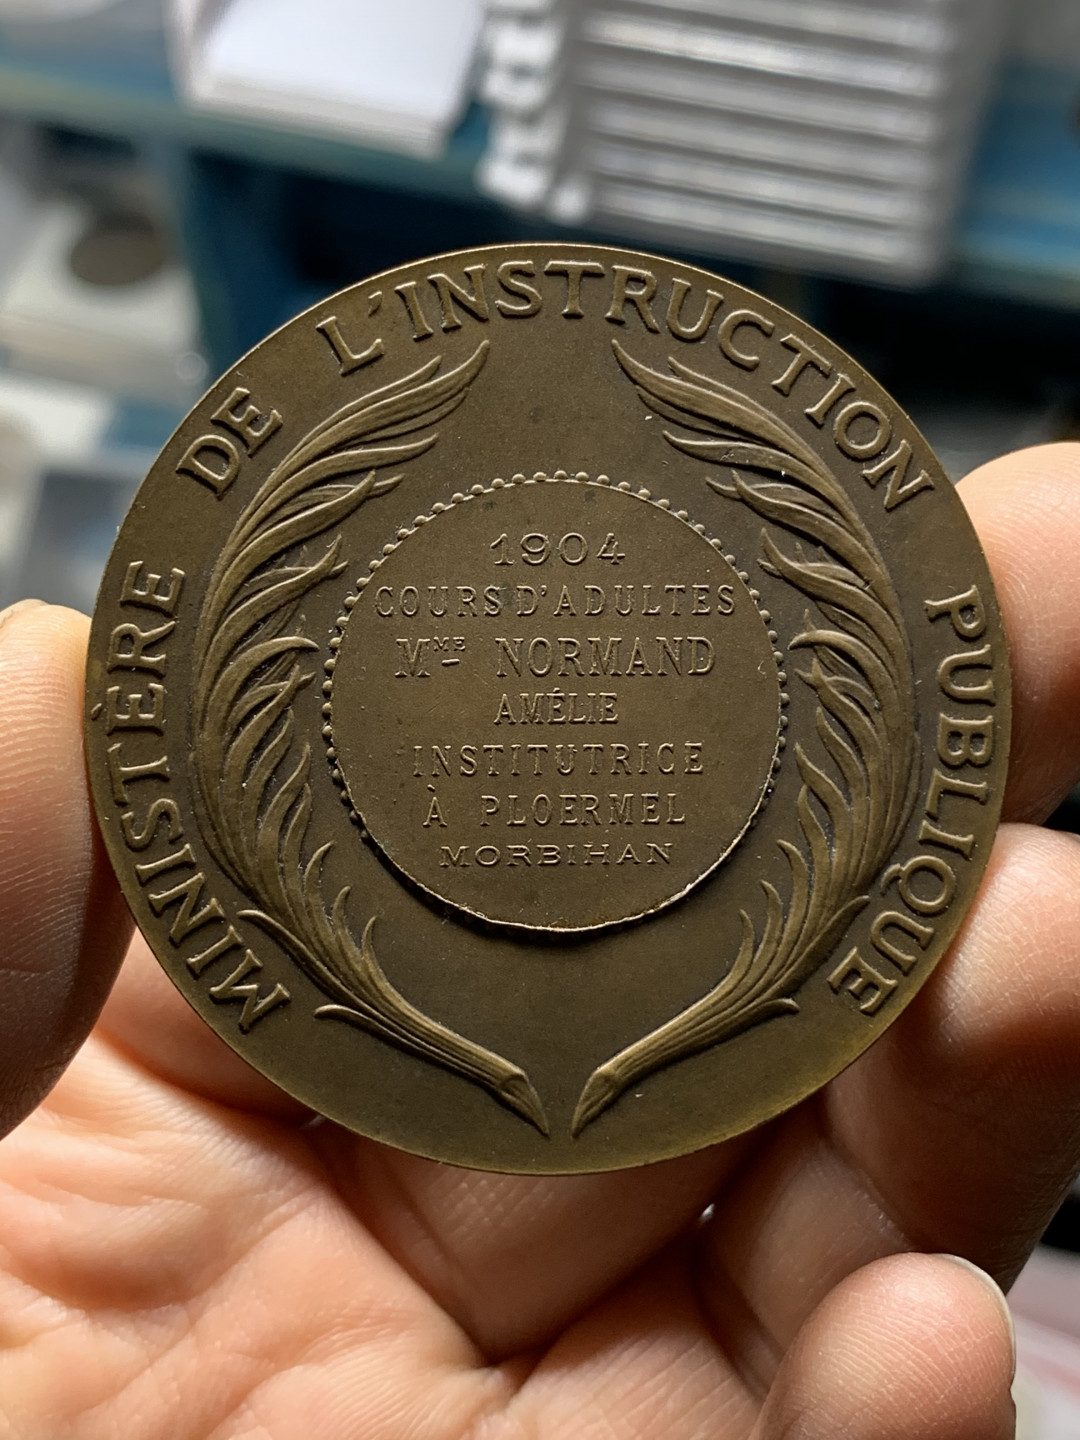 MINISTÈRE DE L'INSTRUCTION PUBLIQUE
1904
COURS D'ADULTES
MME NORMAND
AMÉLIE
INSTITUTRICE
À PLOERMEL
MORBIHAN